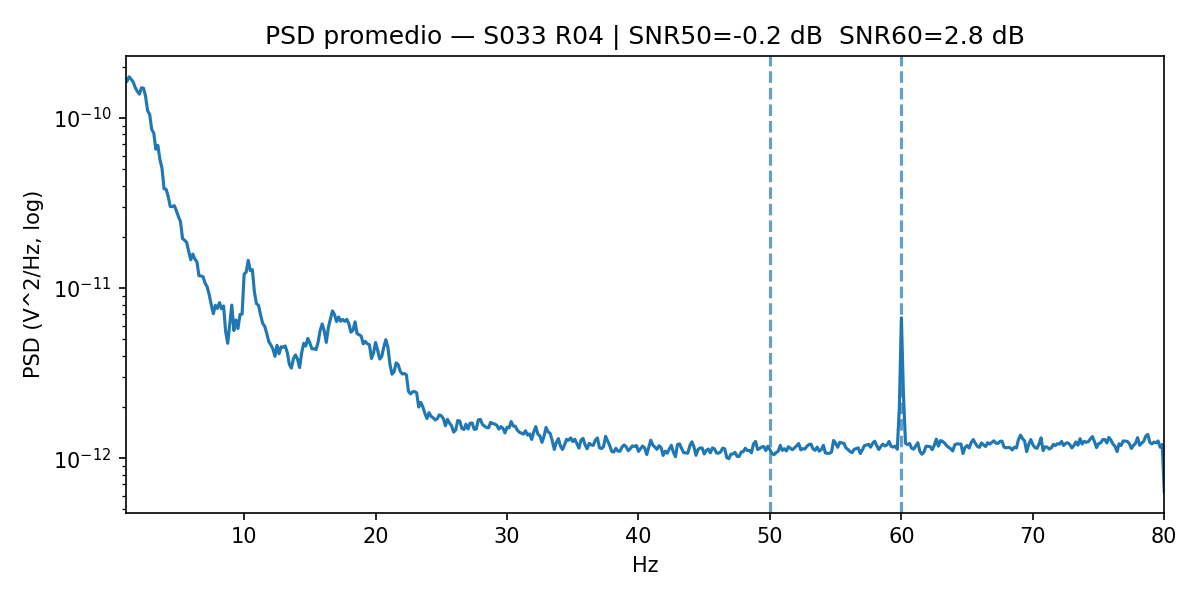 PSD promedio — S033 R04 | SNR50=-0.2 dB  SNR60=2.8 dB
PSD (V^2/Hz, log)
10⁻¹⁰
10⁻¹¹
10⁻¹²
10 20 30 40 50 60 70 80
Hz